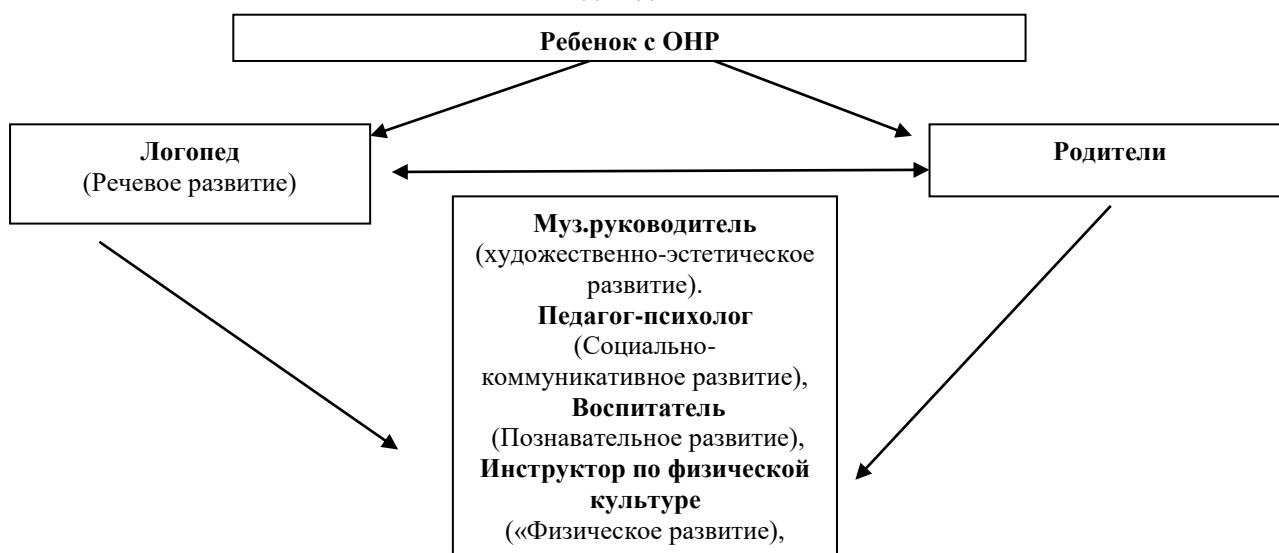 Ребенок с ОНР
Логопед
(Речевое развитие)
Родители
Муз.руководитель
(художественно-эстетическое
развитие).
Педагог-психолог
(Социально-
коммуникативное развитие),
Воспитатель
(Познавательное развитие),
Инструктор по физической
культуре
(«Физическое развитие),